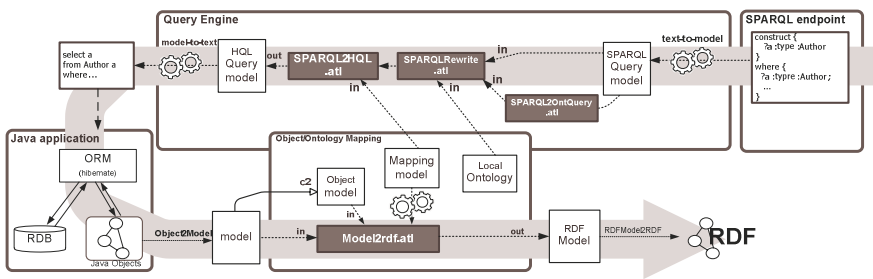 Query Engine
SPARQL endpoint
select a
from Author a
where...
model-to-text
HQL
Query
model
out
SPARQL2HQL
.atl
in
SPARQLRewrite
.atl
in
in
in
SPARQL2OntQuery
.atl
SPARQL
Query
model
text-to-model
construct {
?a :type :Author
}
where {
?a :typre :Author;
...
}
Java application
ORM
(hibernate)
RDB
Java Objects
Object2Model
model
Object/Ontology Mapping
c2
Object
model
in
Mapping
model
Local
Ontology
in
Model2rdf.atl
out
RDF
Model
RDFModel2RDF
RDF